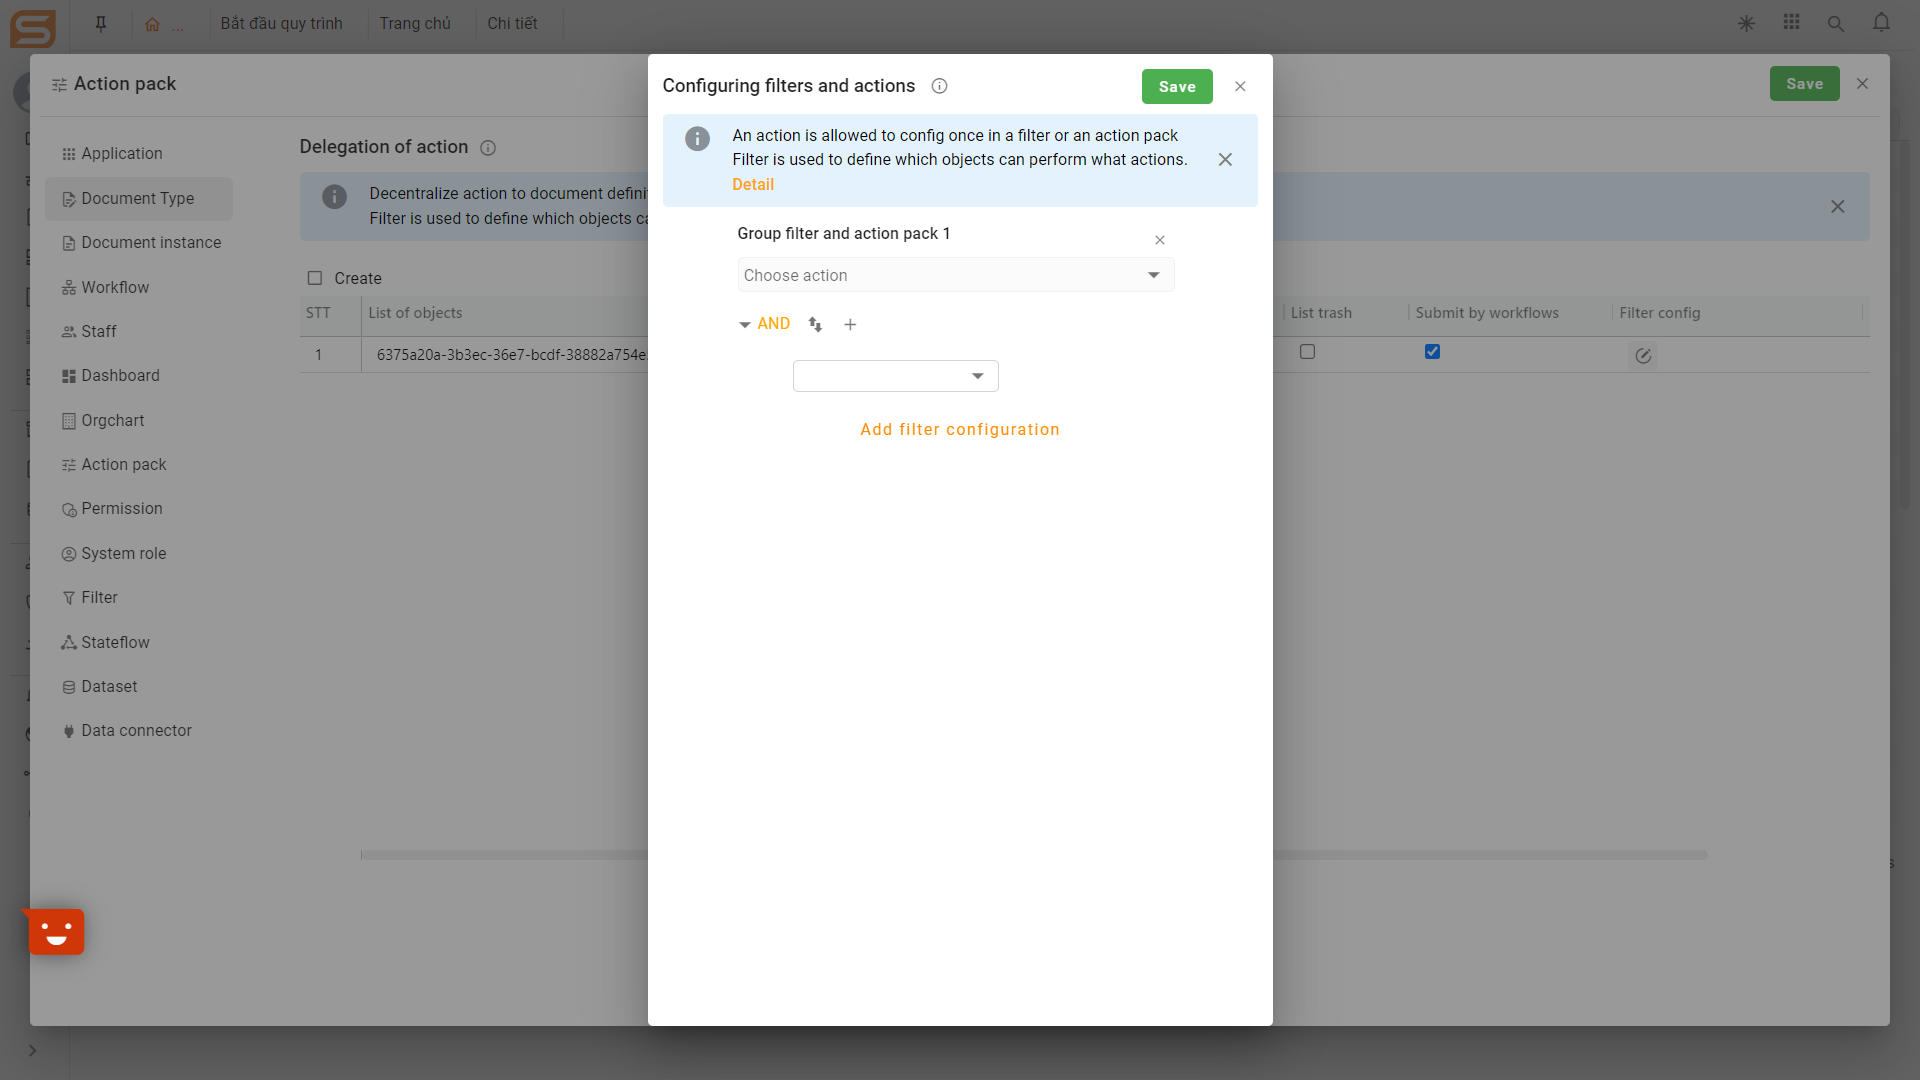 ... Bắt đầu quy trình Trang chủ Chi tiết
Action pack
Save
Application
Document Type
Document instance
Workflow
Staff
Dashboard
Orgchart
Action pack
Permission
System role
Filter
Stateflow
Dataset
Data connector
Delegation of action
Decentralize action to document
Filter is used to define which objects
Create
STT List of objects List trash Submit by workflows Filter config
1 6375a20a-3b3ec-36e7-bcdf-38882a754e
Configuring filters and actions
Save
An action is allowed to config once in a filter or an action pack
Filter is used to define which objects can perform what actions.
Detail
Group filter and action pack 1
Choose action
AND
Add filter configuration